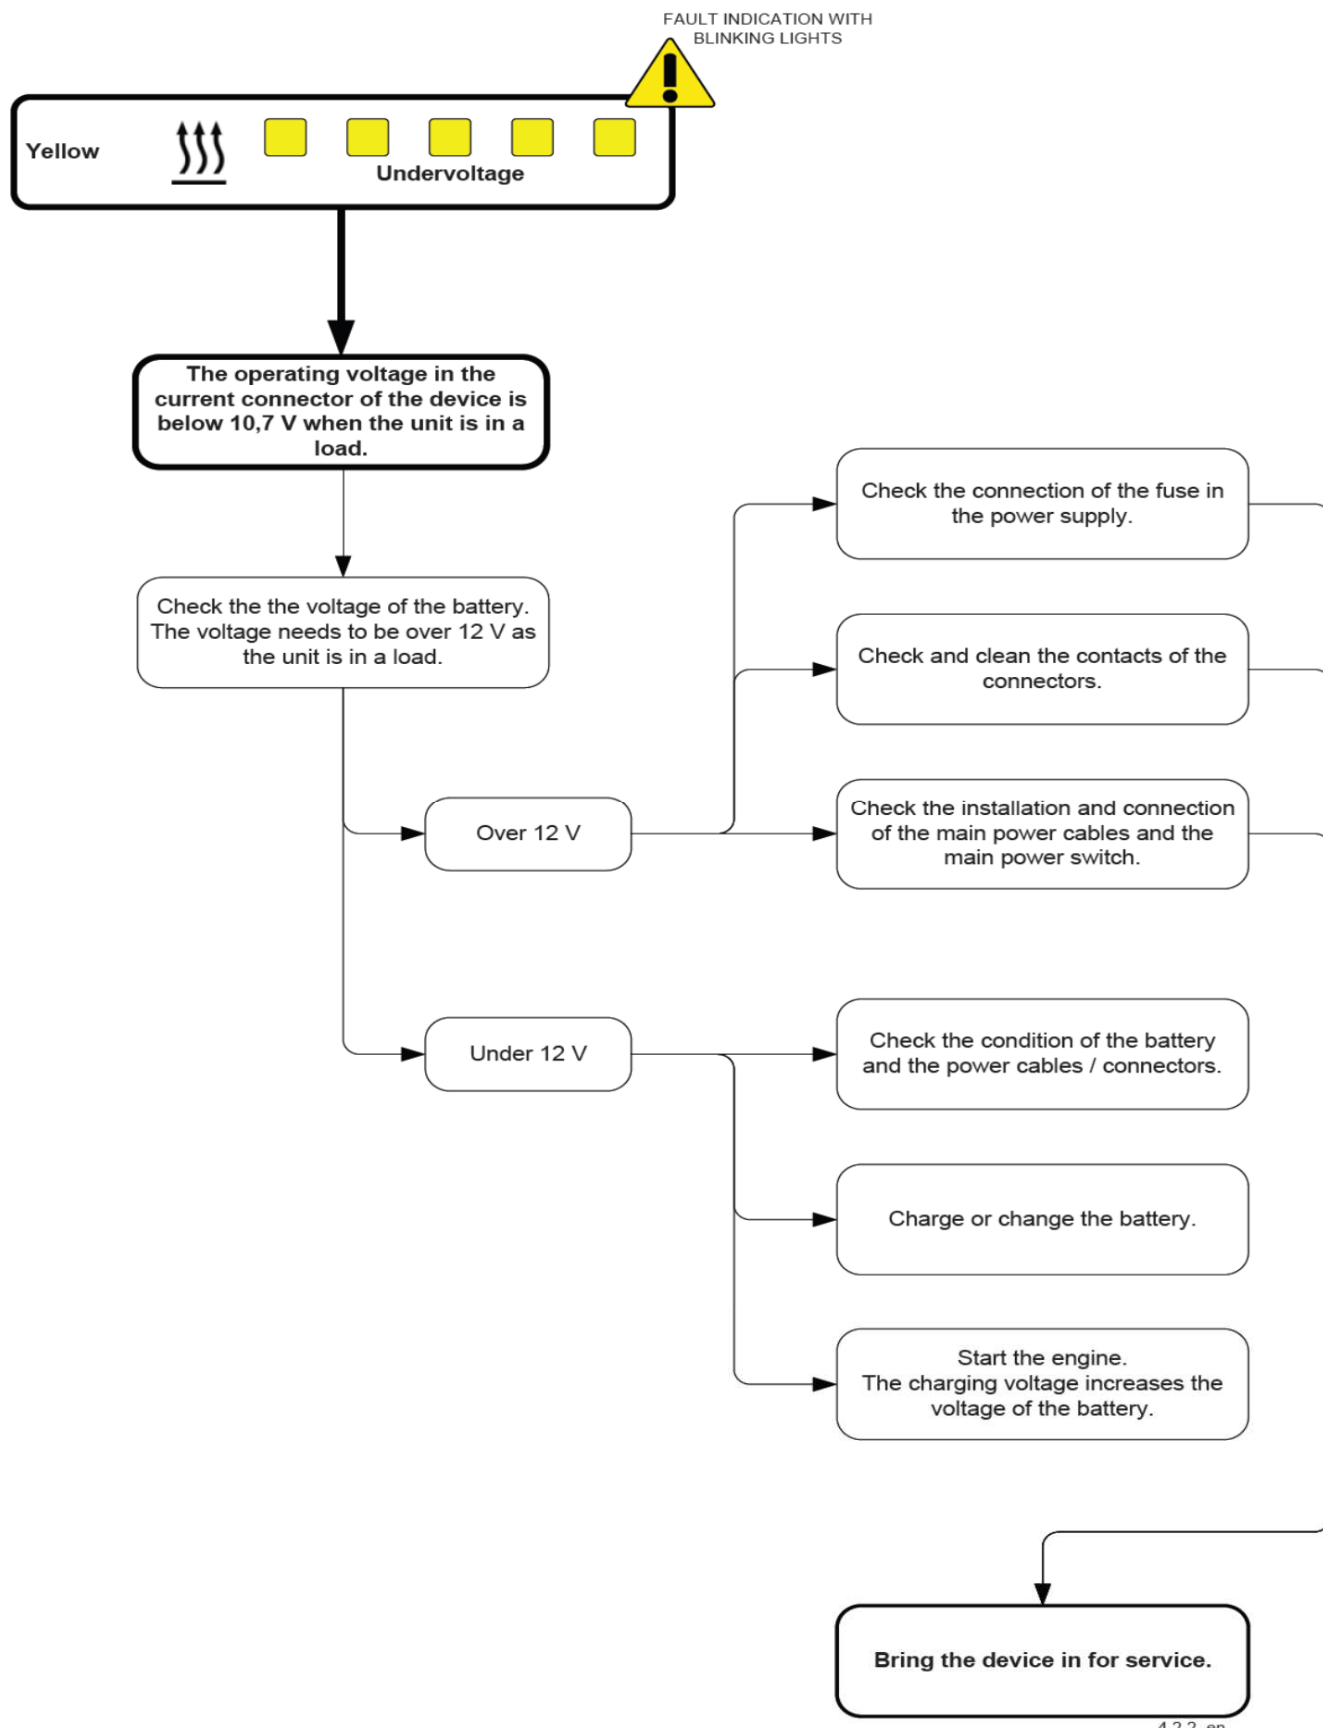 FAULT INDICATION WITH
BLINKING LIGHTS
Yellow
Undervoltage
The operating voltage in the
current connector of the device is
below 10,7 V when the unit is in a
load.
Check the the voltage of the battery.
The voltage needs to be over 12 V as
the unit is in a load.
Over 12 V
Check the connection of the fuse in
the power supply.
Check and clean the contacts of the
connectors.
Check the installation and connection
of the main power cables and the
main power switch.
Under 12 V
Check the condition of the battery
and the power cables / connectors.
Charge or change the battery.
Start the engine.
The charging voltage increases the
voltage of the battery.
Bring the device in for service.
4.2.2_en